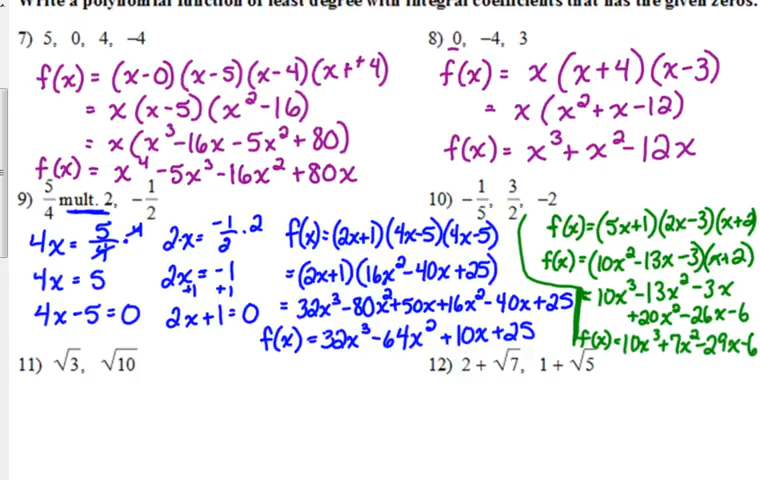 Write a polynomial function of least degree with integral coefficients that has the given zeros.
7) 5, 0, 4, -4
f(x) = (x-0)(x-5)(x-4)(x++4)
= x(x-5)(x²-16)
= x(x³-16x-5x²+80)
f(x) = x⁴-5x³-16x²+80x
8) 0, -4, 3
f(x) = x(x+4)(x-3)
= x(x²+x-12)
f(x) = x³+x²-12x
9) 5/4 mult. 2, -1/2
4x = 5/4 · 4
4x = 5
4x-5=0
2·x = -1/2 · 2
2x = -1
+1 +1
2x+1=0
f(x)=(2x+1)(4x-5)(4x-5)
=(2x+1)(16x²-40x+25)
= 32x³-80x²+50x+16x²-40x+25
f(x)=32x³-64x²+10x+25
10) -1/5, 3/2, -2
f(x)=(5x+1)(2x-3)(x+2)
f(x)=(10x²-13x-3)(x+2)
=10x³-13x²-3x
+20x²-26x-6
f(x)=10x³+7x²-29x-6
11) √3, √10
12) 2+√7, 1+√5